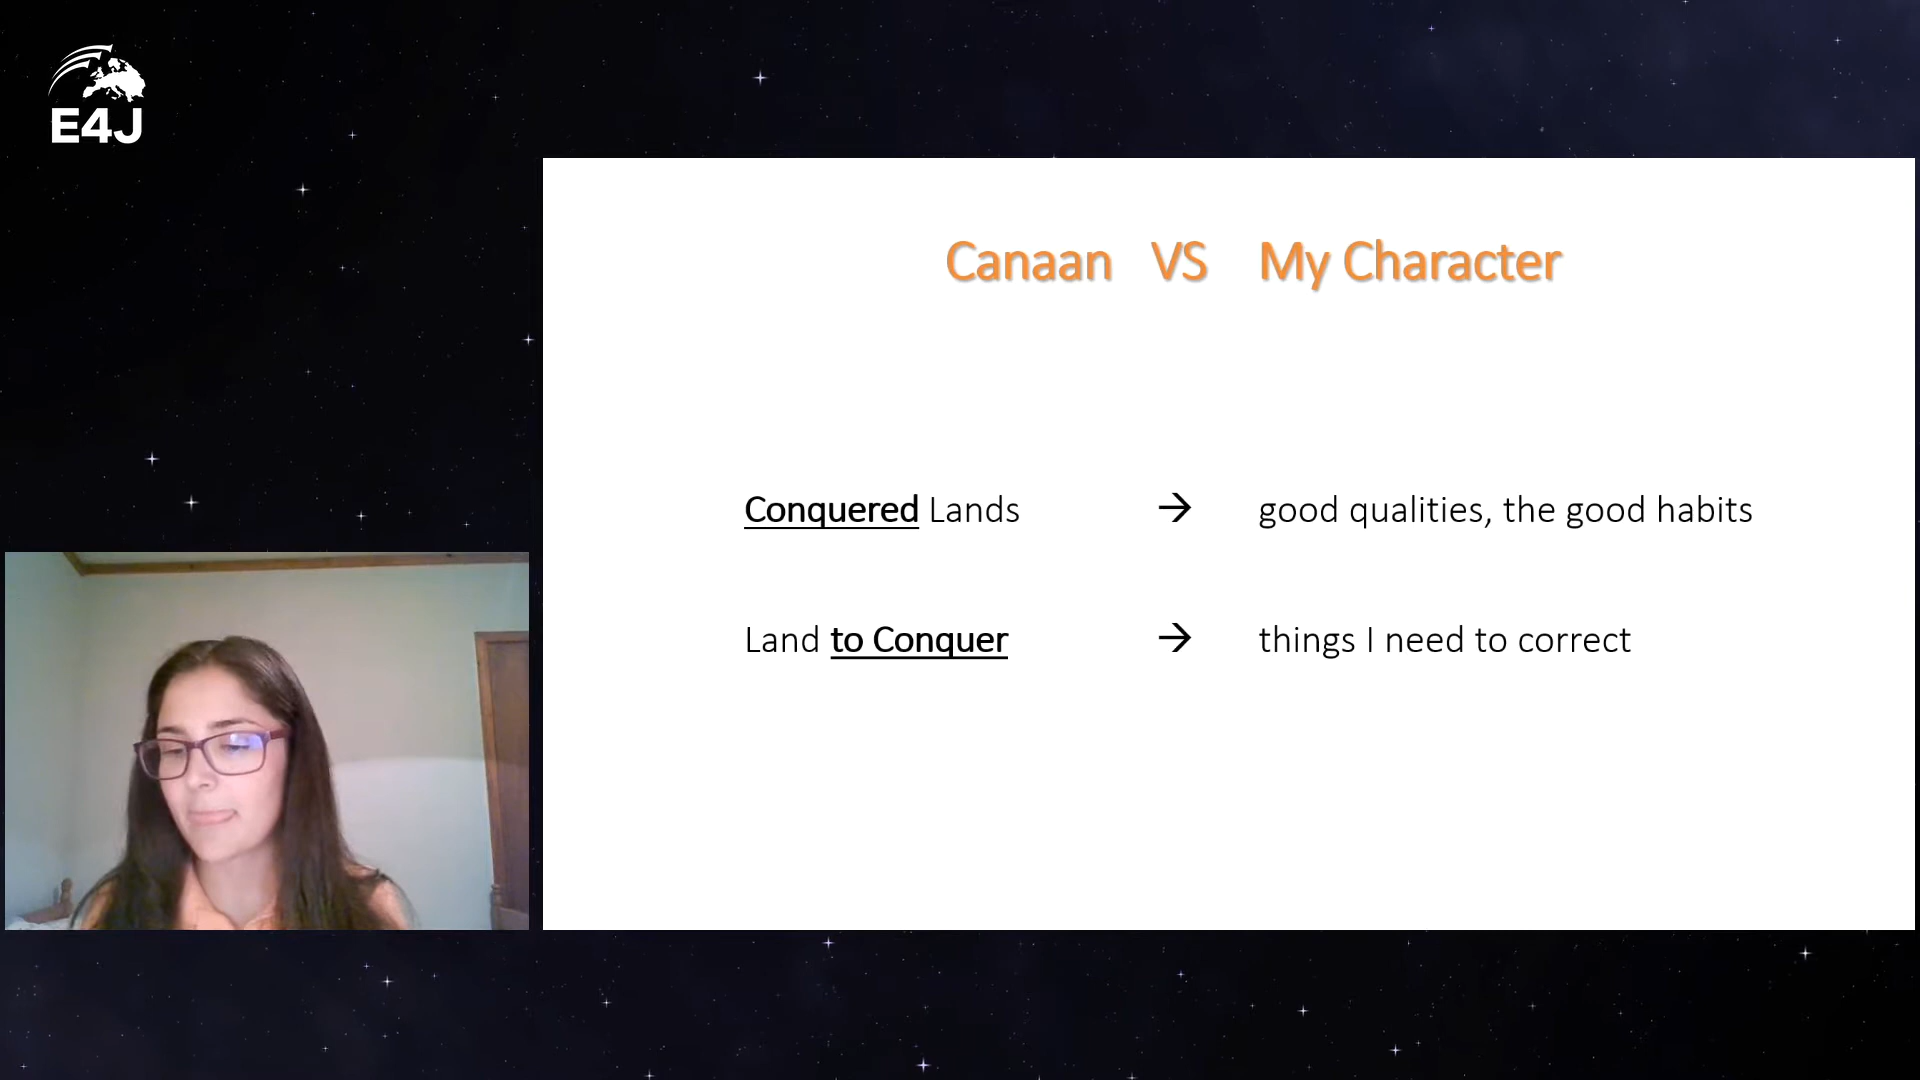 E4J
Canaan VS My Character
Conquered Lands → good qualities, the good habits
Land to Conquer → things I need to correct